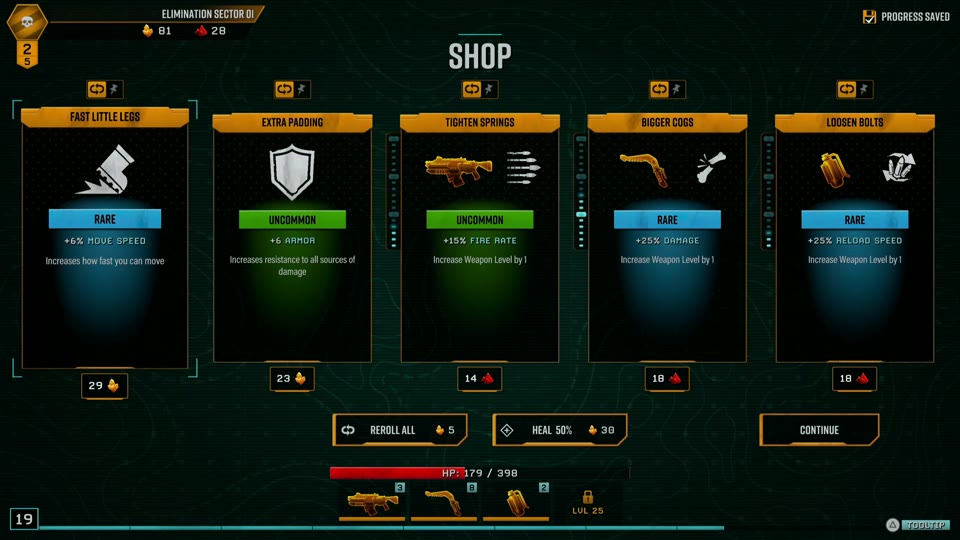 ELIMINATION SECTOR 01
81 28
2
5
PROGRESS SAVED
SHOP
FAST LITTLE LEGS
RARE
+6% MOVE SPEED
Increases how fast you can move
29
EXTRA PADDING
UNCOMMON
+6 ARMOR
Increases resistance to all sources of
damage
23
TIGHTEN SPRINGS
UNCOMMON
+15% FIRE RATE
Increase Weapon Level by 1
14
BIGGER COGS
RARE
+25% DAMAGE
Increase Weapon Level by 1
18
LOOSEN BOLTS
RARE
+25% RELOAD SPEED
Increase Weapon Level by 1
18
REROLL ALL 5
HEAL 50% 30
CONTINUE
HP: 179 / 398
3
8
2
LVL 25
19
TOOLTIP